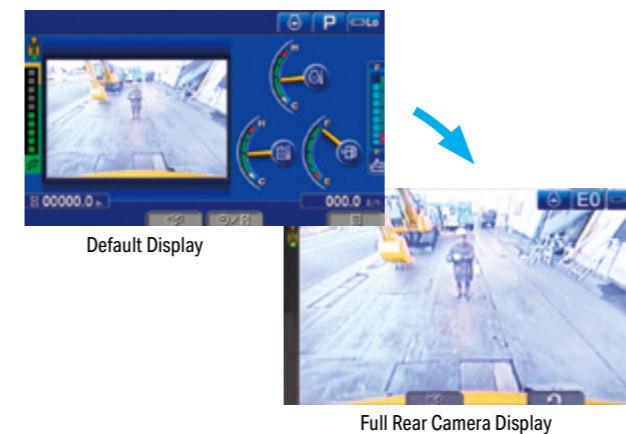 P Lo
H
H F
C
C E
00000.0 h 000.0
Default Display
E0
Full Rear Camera Display